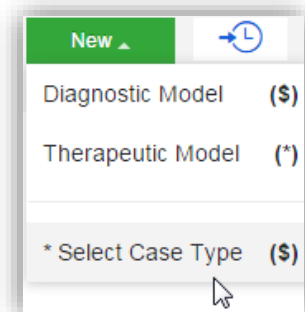 New
Diagnostic Model ($)
Therapeutic Model (*)
* Select Case Type ($)